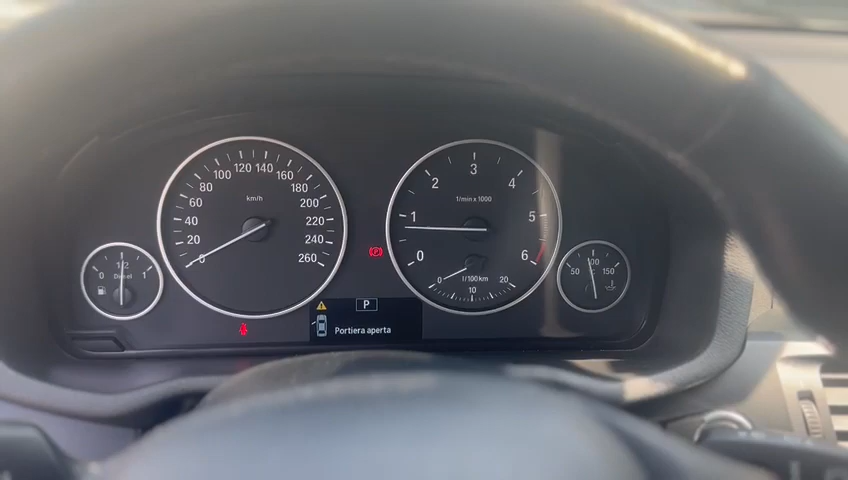 0 20 40 60 80 100 120 140 160 180 200 220 240 260
km/h
0 1 2 3 4 5 6
1/min x 1000
0 10 20
l/100 km
0 1/2 1
Diesel
50 100 150
°C
P
Portiera aperta